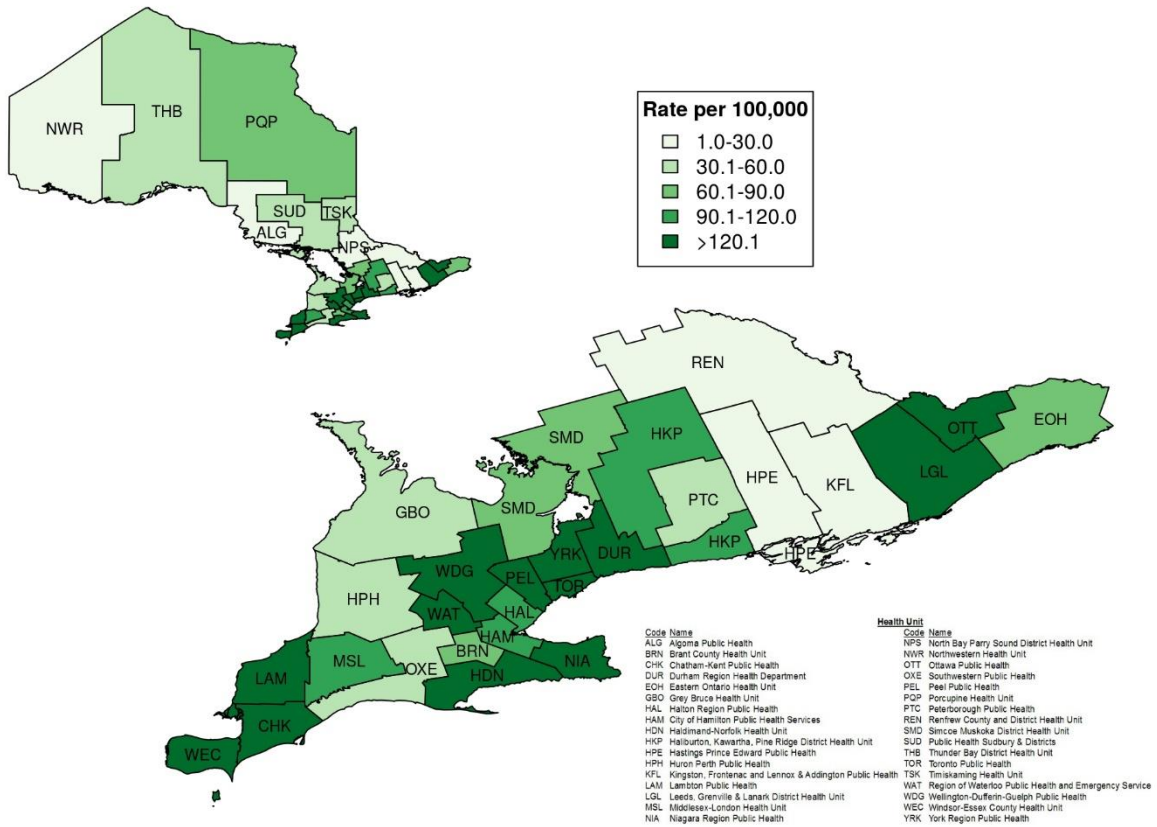 NWR
THB
PQP
SUD
TSK
ALG
NPS
Rate per 100,000
1.0-30.0
30.1-60.0
60.1-90.0
90.1-120.0
>120.1
REN
SMD
HKP
OTT
EOH
HPE
KFL
LGL
PTC
GBO
SMD
YRK
DUR
HKP
HPE
WDG
PEL
TOR
HPH
WAT
HAL
HAM
MSL
OXE
BRN
NIA
LAM
HDN
CHK
WEC
Health Unit
Code Name
ALG Algoma Public Health
BRN Brant County Health Unit
CHK Chatham-Kent Public Health
DUR Durham Region Health Department
EOH Eastern Ontario Health Unit
GBO Grey Bruce Health Unit
HAL Halton Region Public Health
HAM City of Hamilton Public Health Services
HDN Haldimand-Norfolk Health Unit
HKP Haliburton, Kawartha, Pine Ridge District Health Unit
HPE Hastings Prince Edward Public Health
HPH Huron Perth Public Health
KFL Kingston, Frontenac and Lennox & Addington Public Health
LAM Lambton Public Health
LGL Leeds, Grenville & Lanark District Health Unit
MSL Middlesex-London Health Unit
NIA Niagara Region Public Health
Code Name
NPS North Bay Parry Sound District Health Unit
NWR Northwestern Health Unit
OTT Ottawa Public Health
OXE Southwestern Public Health
PEL Peel Public Health
PQP Porcupine Health Unit
PTC Peterborough Public Health
REN Renfrew County and District Health Unit
SMD Simcoe Muskoka District Health Unit
SUD Public Health Sudbury & Districts
THB Thunder Bay District Health Unit
TOR Toronto Public Health
TSK Timiskaming Health Unit
WAT Region of Waterloo Public Health and Emergency Service
WDG Wellington-Dufferin-Guelph Public Health
WEC Windsor-Essex County Health Unit
YRK York Region Public Health